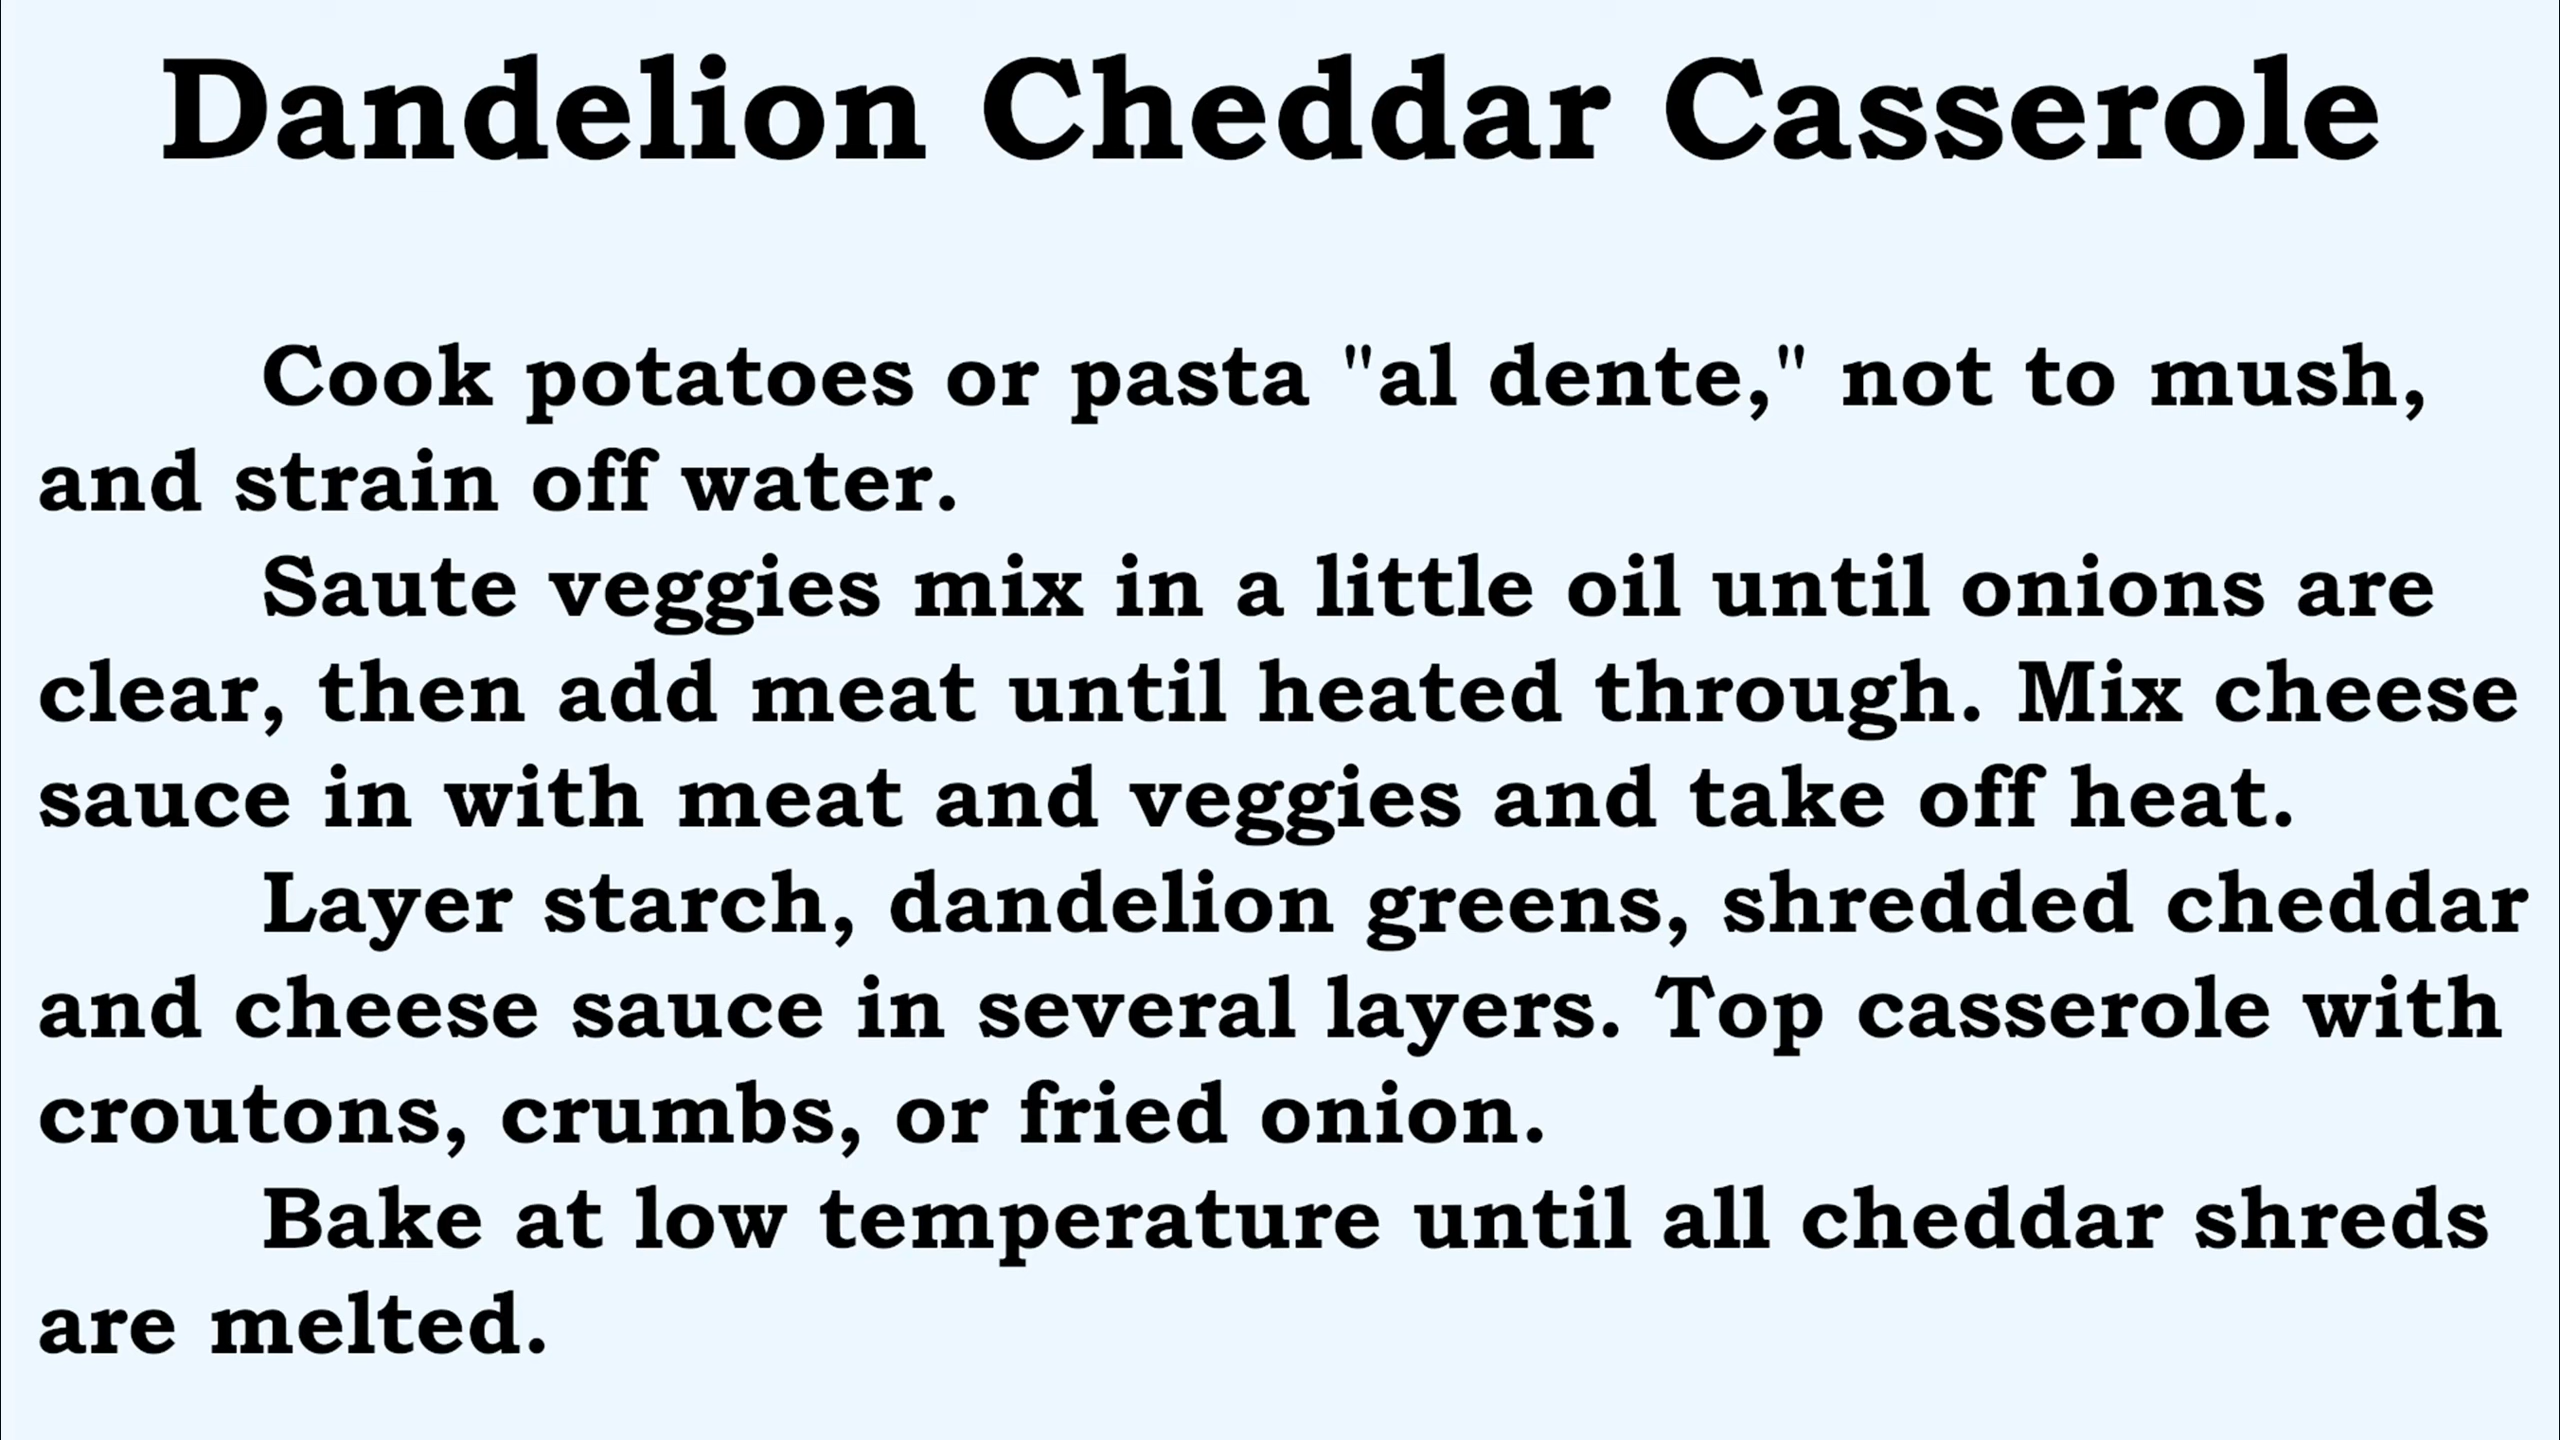 Dandelion Cheddar Casserole
Cook potatoes or pasta "al dente," not to mush,
and strain off water.
Saute veggies mix in a little oil until onions are
clear, then add meat until heated through. Mix cheese
sauce in with meat and veggies and take off heat.
Layer starch, dandelion greens, shredded cheddar
and cheese sauce in several layers. Top casserole with
croutons, crumbs, or fried onion.
Bake at low temperature until all cheddar shreds
are melted.